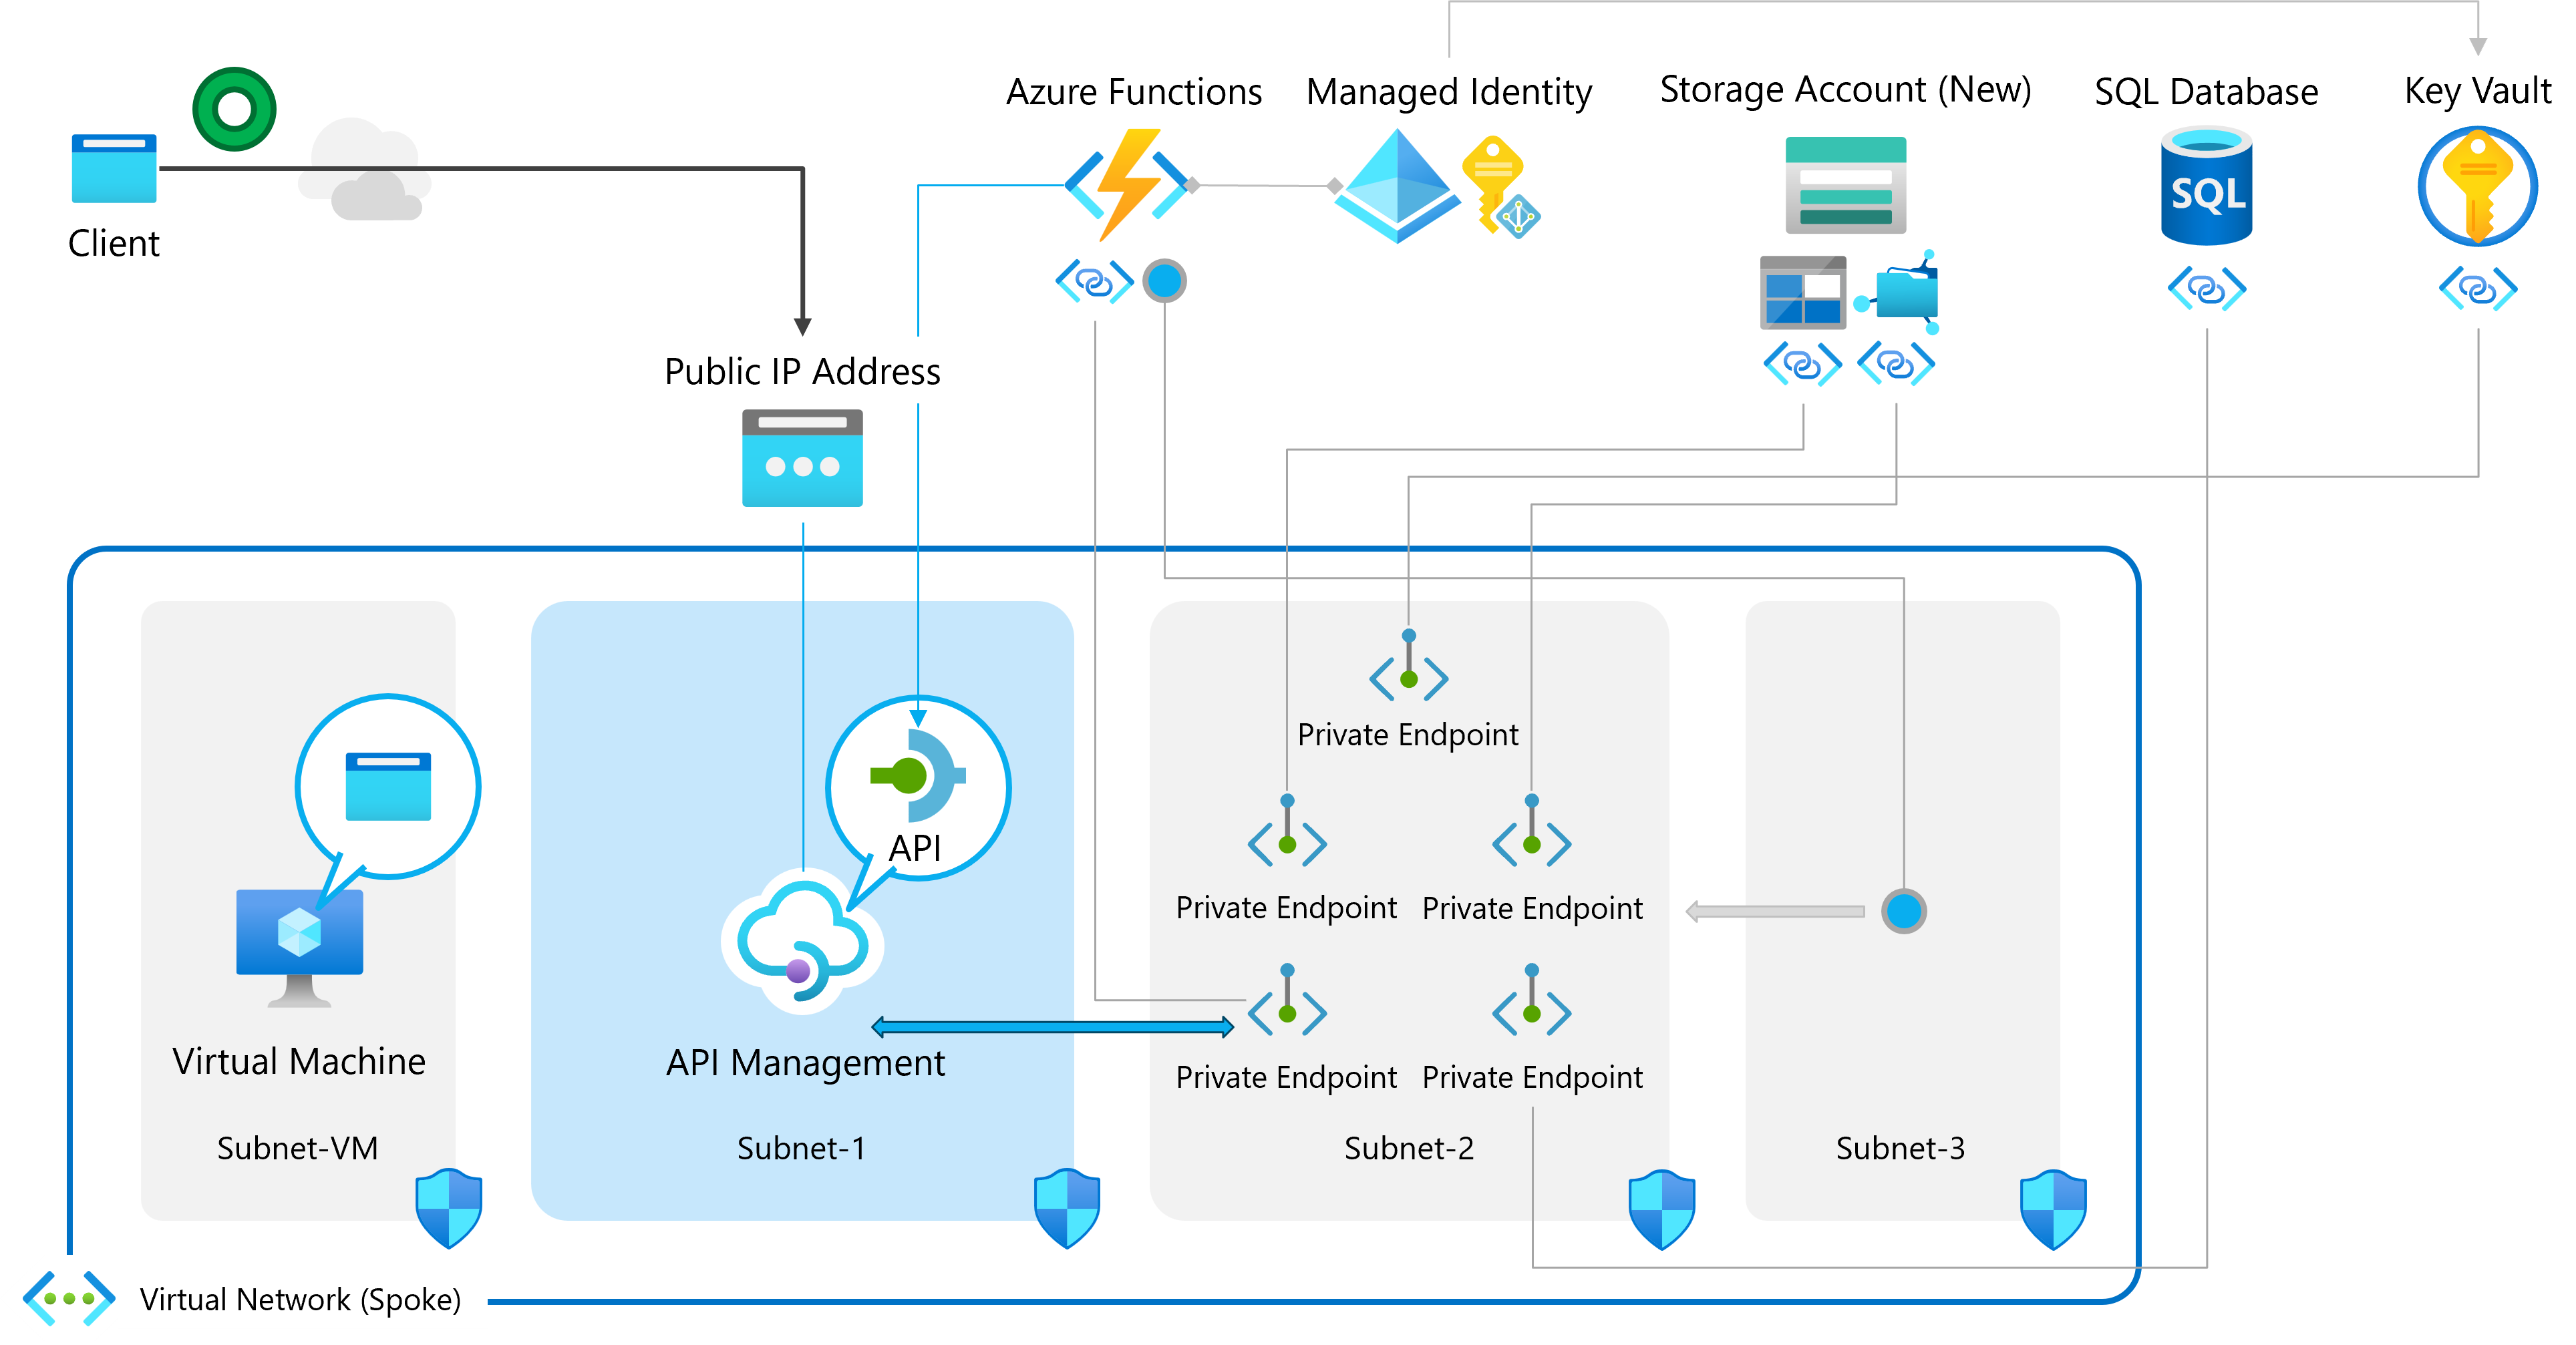 Azure Functions
Managed Identity
Storage Account (New)
SQL Database
Key Vault
SQL
Client
Public IP Address
Private Endpoint
API
Private Endpoint
Private Endpoint
Virtual Machine
API Management
Private Endpoint
Private Endpoint
Subnet-VM
Subnet-1
Subnet-2
Subnet-3
Virtual Network (Spoke)